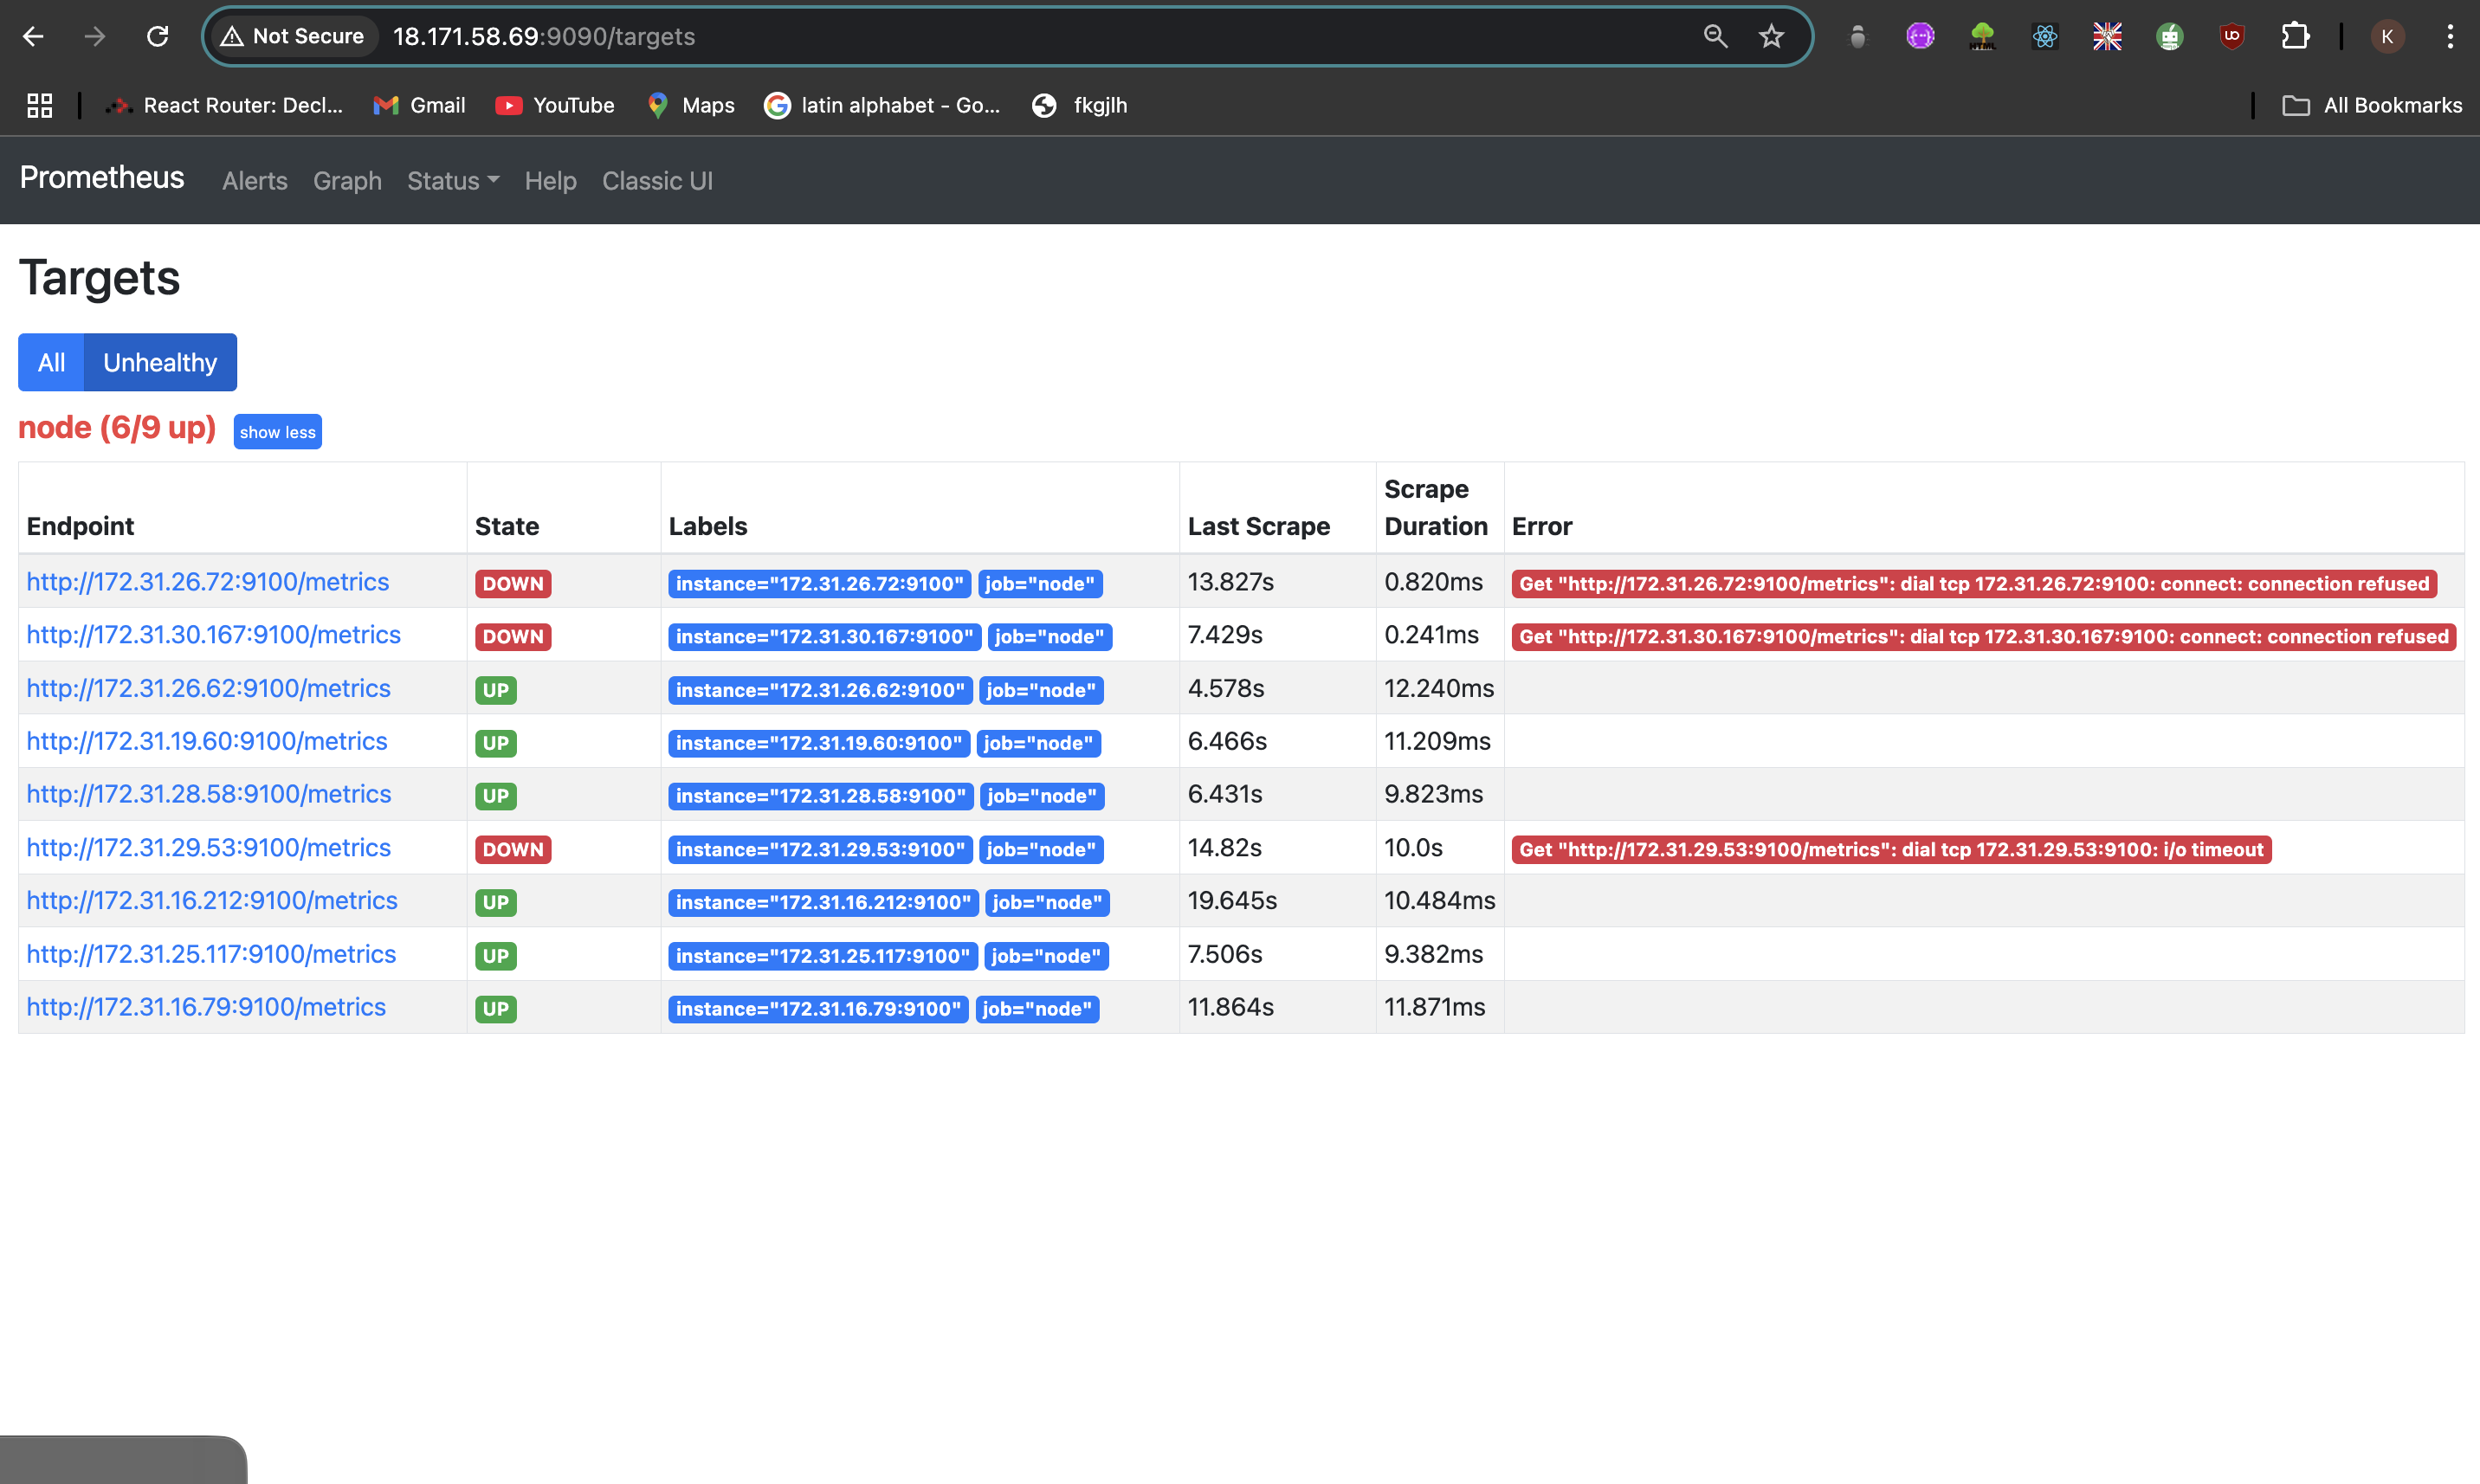 Not Secure 18.171.58.69:9090/targets
React Router: Decl... Gmail YouTube Maps latin alphabet - Go... fkgjlh All Bookmarks
Prometheus Alerts Graph Status Help Classic UI
Targets
All Unhealthy
node (6/9 up) show less
Endpoint State Labels Last Scrape Scrape Duration Error
http://172.31.26.72:9100/metrics DOWN instance="172.31.26.72:9100" job="node" 13.827s 0.820ms Get "http://172.31.26.72:9100/metrics": dial tcp 172.31.26.72:9100: connect: connection refused
http://172.31.30.167:9100/metrics DOWN instance="172.31.30.167:9100" job="node" 7.429s 0.241ms Get "http://172.31.30.167:9100/metrics": dial tcp 172.31.30.167:9100: connect: connection refused
http://172.31.26.62:9100/metrics UP instance="172.31.26.62:9100" job="node" 4.578s 12.240ms
http://172.31.19.60:9100/metrics UP instance="172.31.19.60:9100" job="node" 6.466s 11.209ms
http://172.31.28.58:9100/metrics UP instance="172.31.28.58:9100" job="node" 6.431s 9.823ms
http://172.31.29.53:9100/metrics DOWN instance="172.31.29.53:9100" job="node" 14.82s 10.0s Get "http://172.31.29.53:9100/metrics": dial tcp 172.31.29.53:9100: i/o timeout
http://172.31.16.212:9100/metrics UP instance="172.31.16.212:9100" job="node" 19.645s 10.484ms
http://172.31.25.117:9100/metrics UP instance="172.31.25.117:9100" job="node" 7.506s 9.382ms
http://172.31.16.79:9100/metrics UP instance="172.31.16.79:9100" job="node" 11.864s 11.871ms